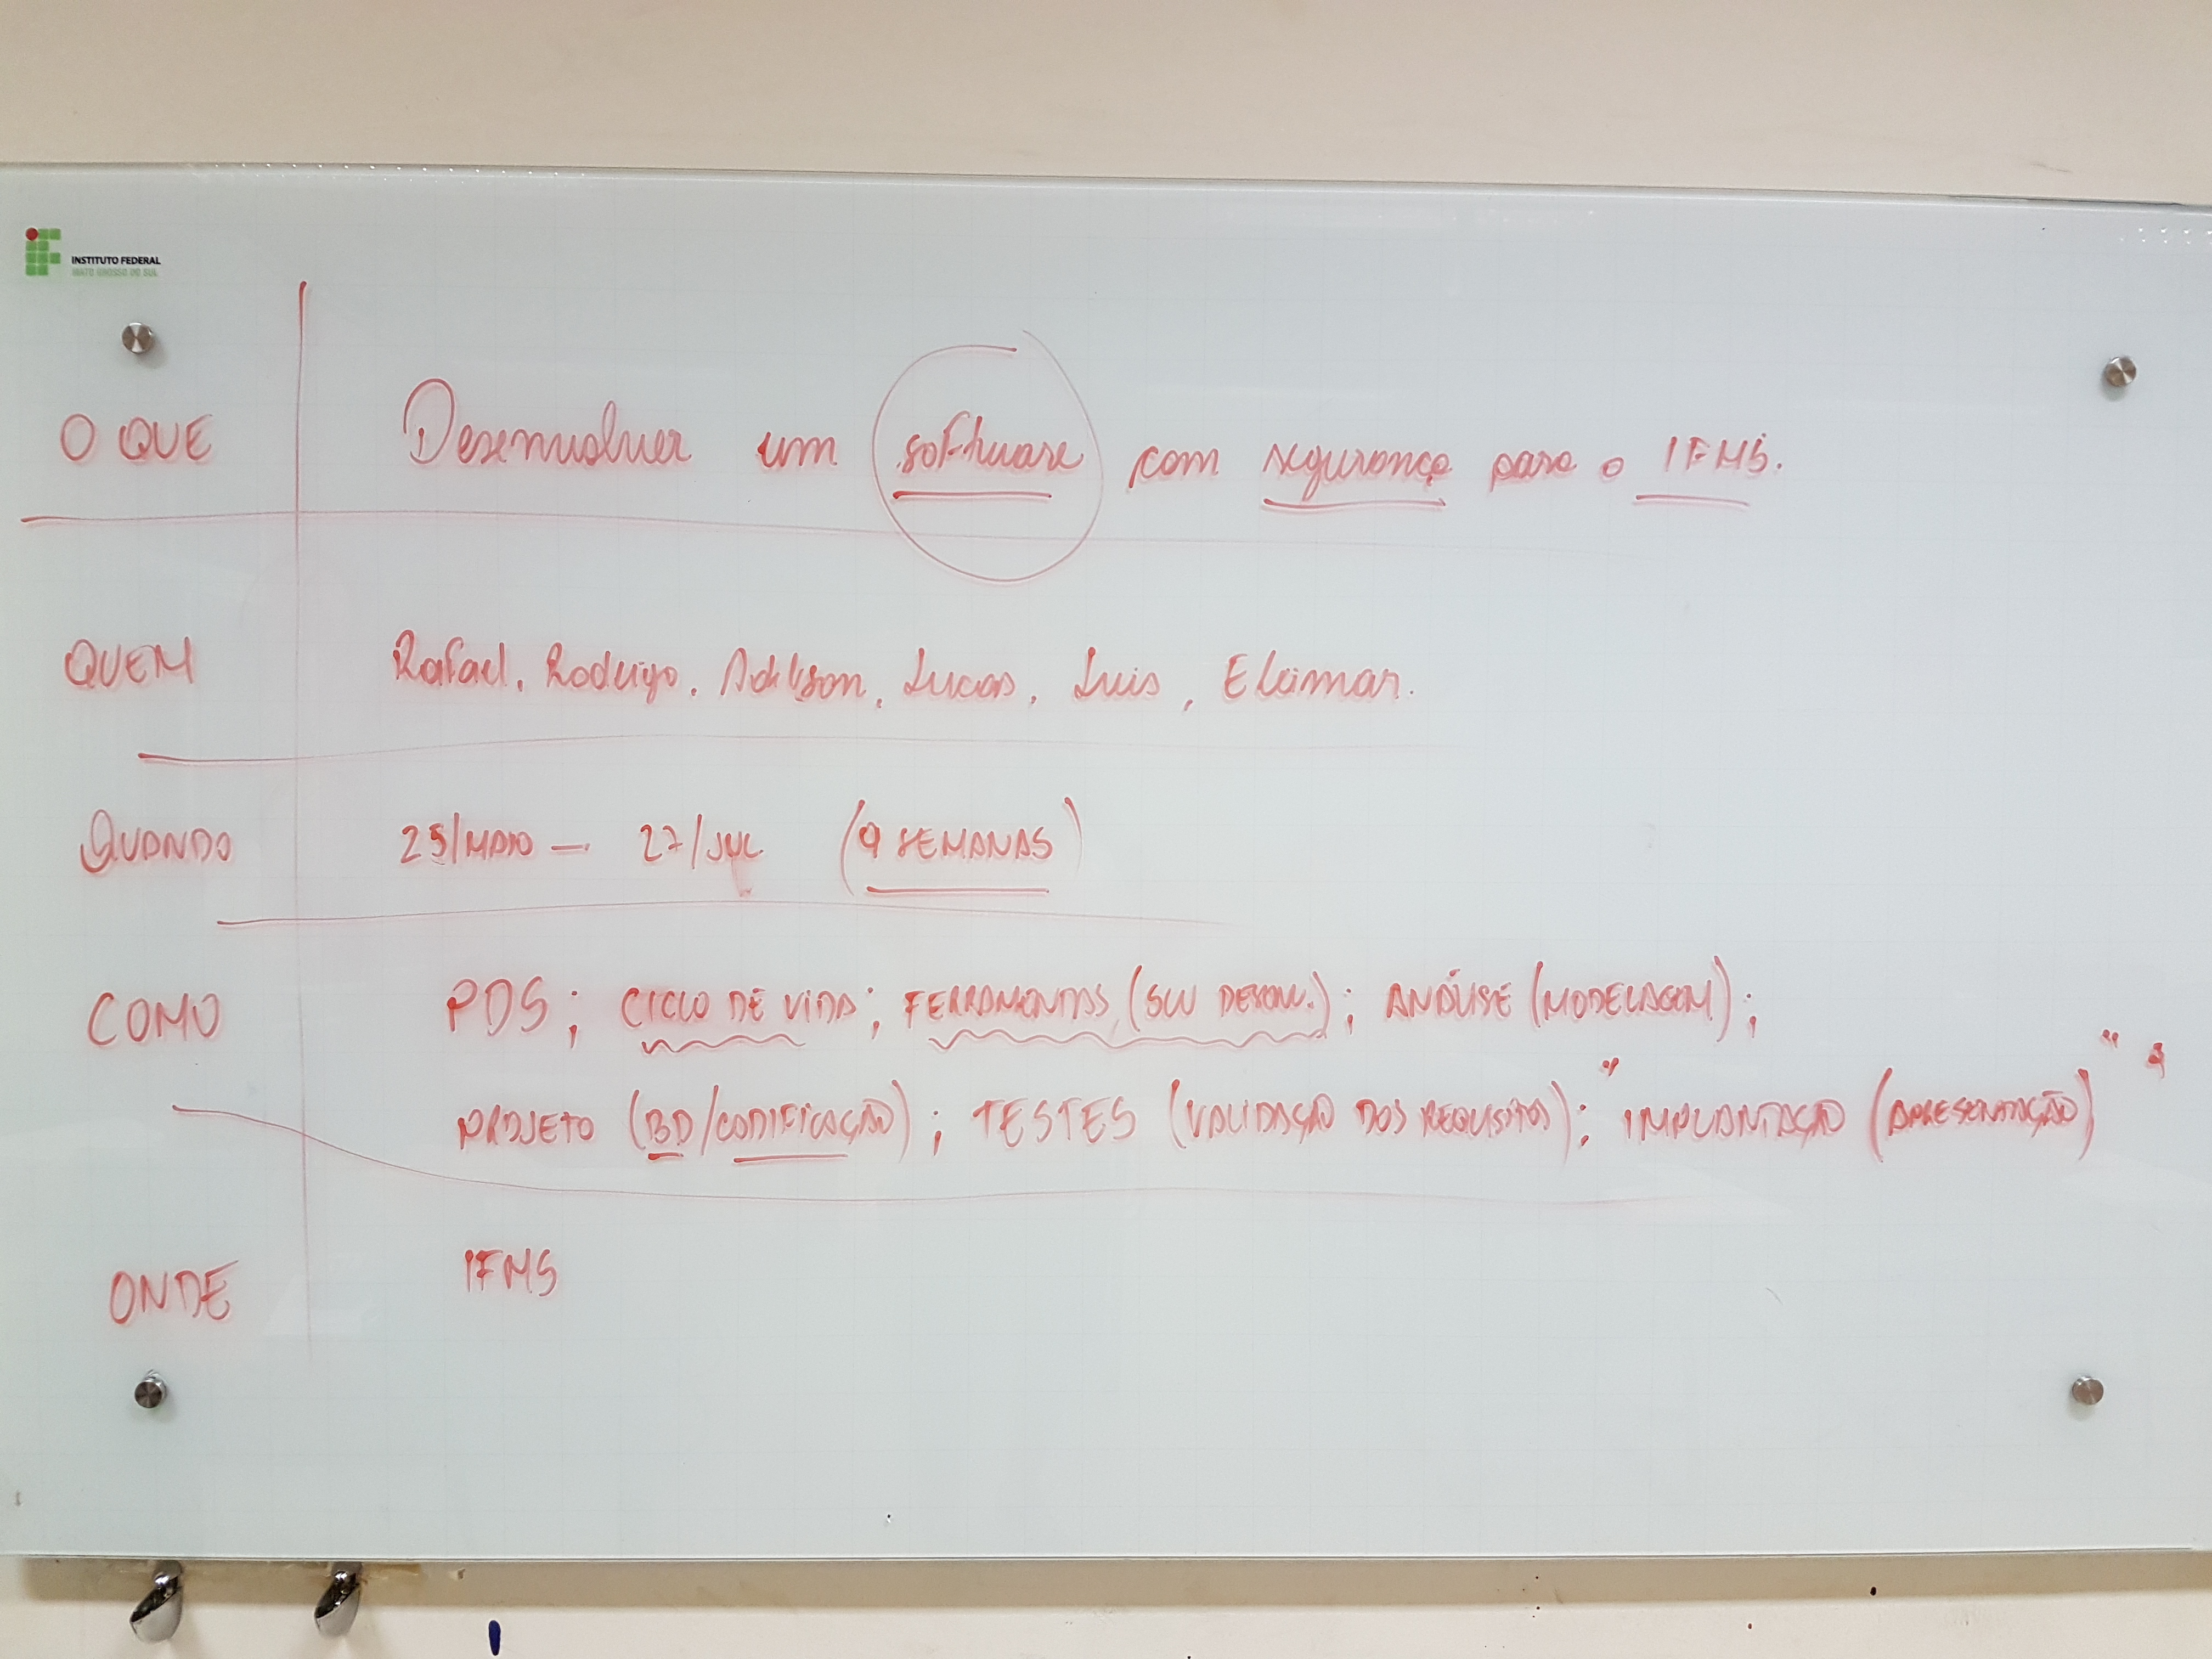 INSTITUTO FEDERAL
MATO GROSSO DO SUL
O QUE Desenvolver um software com segurança para o IFMS.
QUEM Rafael, Rodrigo, Adilson, Lucas, Luis, Elaimar.
QUANDO 25/MAIO — 27/JUL (9 SEMANAS)
COMO PDS; CICLO DE VIDA; FERRAMENTAS (SW DESENV.); ANÁLISE (MODELAGEM);
PROJETO (BD/CODIFICAÇÃO); TESTES (VALIDAÇÃO DOS REQUISITOS); "IMPLANTAÇÃO (APRESENTAÇÃO)"
ONDE IFMS